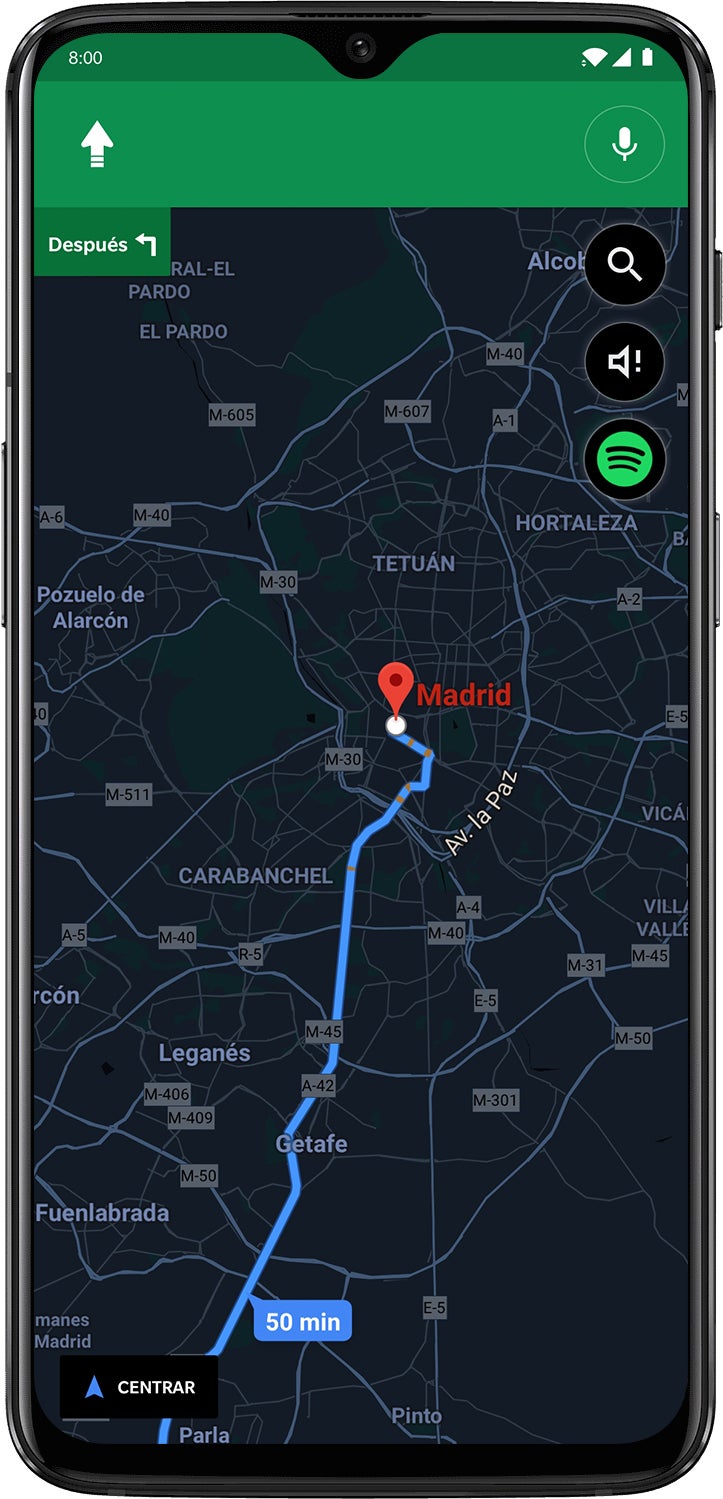 8:00
Después
RAL-EL
PARDO
EL PARDO
Alcob
M-40
M-605
M-607
A-1
A-6
M-40
HORTALEZA
TETUÁN
M-30
A-2
Pozuelo de
Alarcón
Madrid
40
E-5
M-30
M-511
Av. la Paz
VICÁ
CARABANCHEL
A-4
VILLA
VALLE
A-5
M-40
M-40
R-5
M-31
M-45
rcón
E-5
M-45
M-50
Leganés
A-42
M-406
M-301
M-409
Getafe
M-50
Fuenlabrada
E-5
50 min
manes
Madrid
CENTRAR
Pinto
Parla